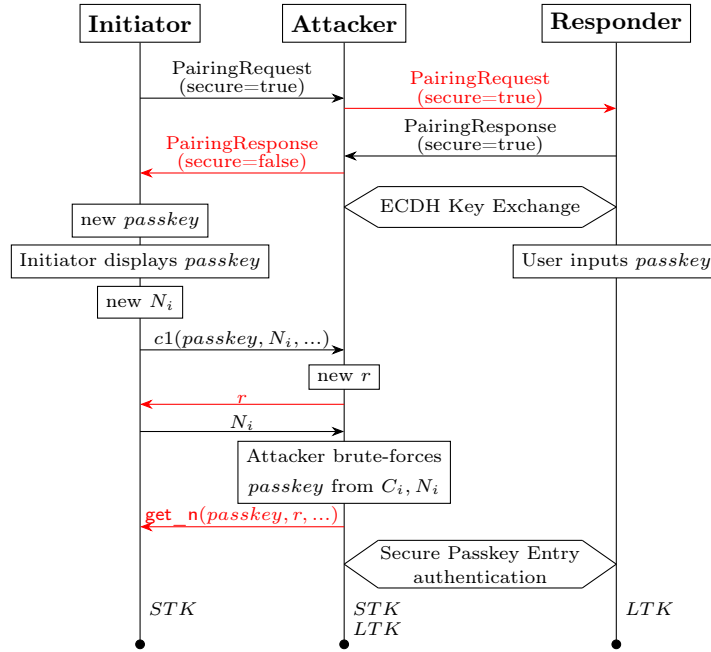 Initiator
Attacker
Responder
PairingRequest
(secure=true)
PairingRequest
(secure=true)
PairingResponse
(secure=true)
PairingResponse
(secure=false)
ECDH Key Exchange
new passkey
Initiator displays passkey
User inputs passkey
new N_i
c1(passkey, N_i, ...)
new r
r
N_i
Attacker brute-forces
passkey from C_i, N_i
get_n(passkey, r, ...)
Secure Passkey Entry
authentication
STK
STK
LTK
LTK